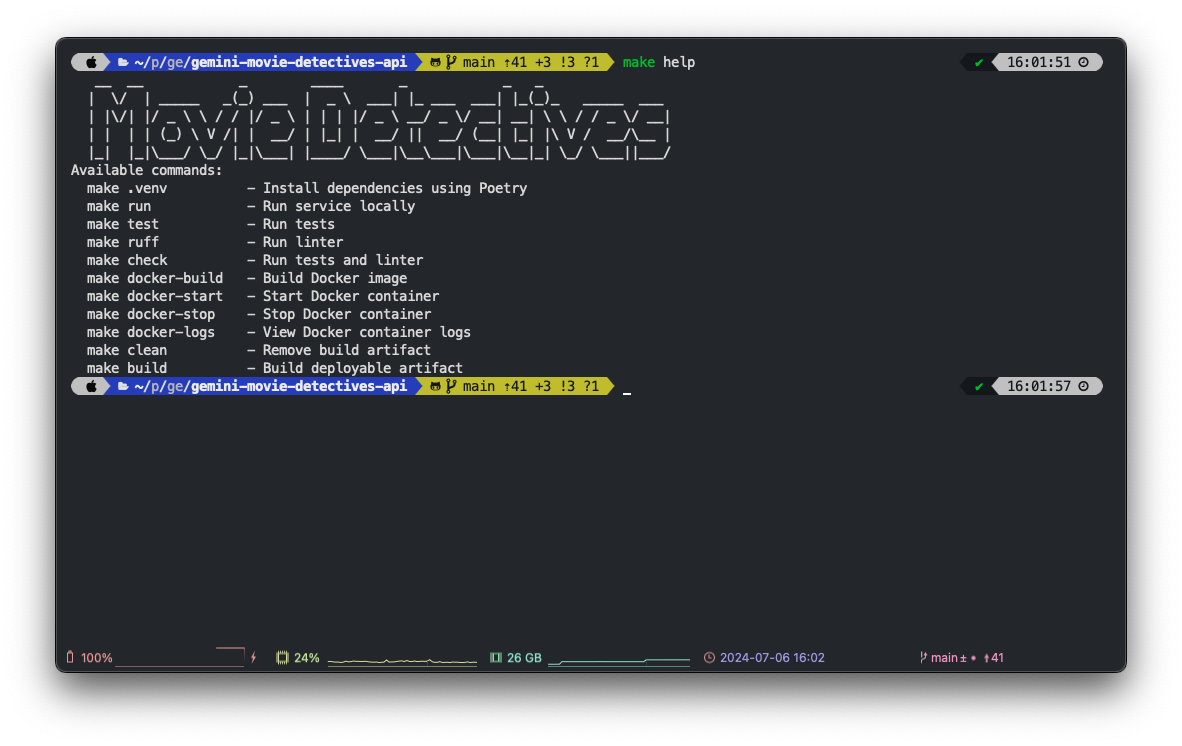 ~/p/ge/gemini-movie-detectives-api main ⇡41 +3 !3 ?1 make help ✔ 16:01:51
MovieDetectives
Available commands:
make .venv – Install dependencies using Poetry
make run – Run service locally
make test – Run tests
make ruff – Run linter
make check – Run tests and linter
make docker-build – Build Docker image
make docker-start – Start Docker container
make docker-stop – Stop Docker container
make docker-logs – View Docker container logs
make clean – Remove build artifact
make build – Build deployable artifact
~/p/ge/gemini-movie-detectives-api main ⇡41 +3 !3 ?1 _ ✔ 16:01:57
100% 24% 26 GB 2024-07-06 16:02 main ± • ⇡41